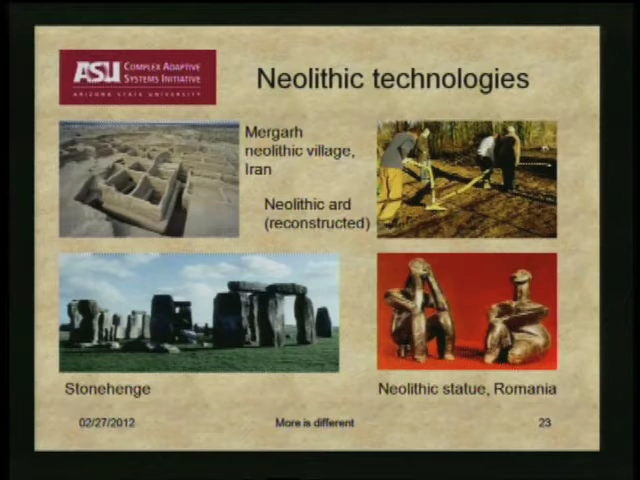 ASU COMPLEX ADAPTIVE
SYSTEMS INITIATIVE
ARIZONA STATE UNIVERSITY
Neolithic technologies
Mergarh
neolithic village,
Iran
Neolithic ard
(reconstructed)
Stonehenge
Neolithic statue, Romania
02/27/2012
More is different
23